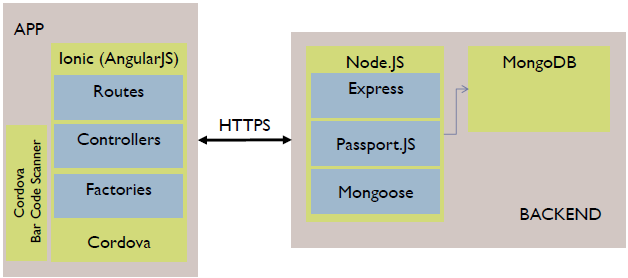 APP
Ionic (AngularJS)
Routes
Controllers
Factories
Cordova
Cordova
Bar Code Scanner
HTTPS
Node.JS
Express
Passport.JS
Mongoose
MongoDB
BACKEND